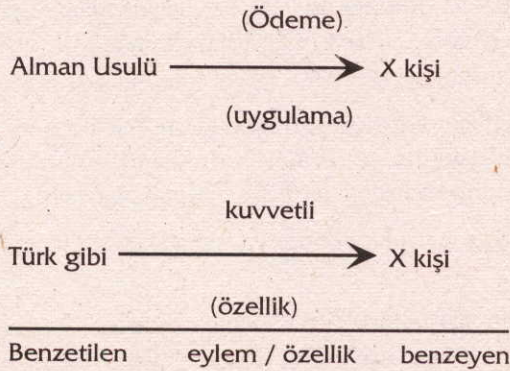 (Ödeme)
Alman Usulü X kişi
(uygulama)
kuvvetli
Türk gibi X kişi
(özellik)
Benzetilen eylem / özellik benzeyen